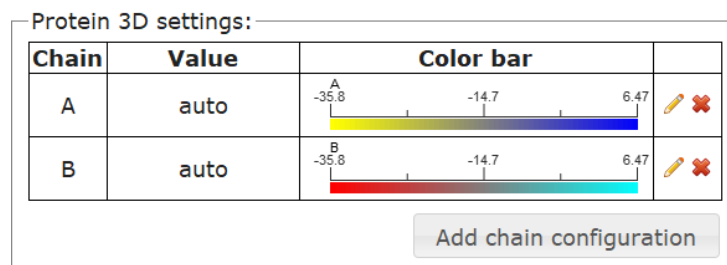 Protein 3D settings:
Chain Value Color bar
A auto A
-35.8 -14.7 6.47
B auto B
-35.8 -14.7 6.47
Add chain configuration